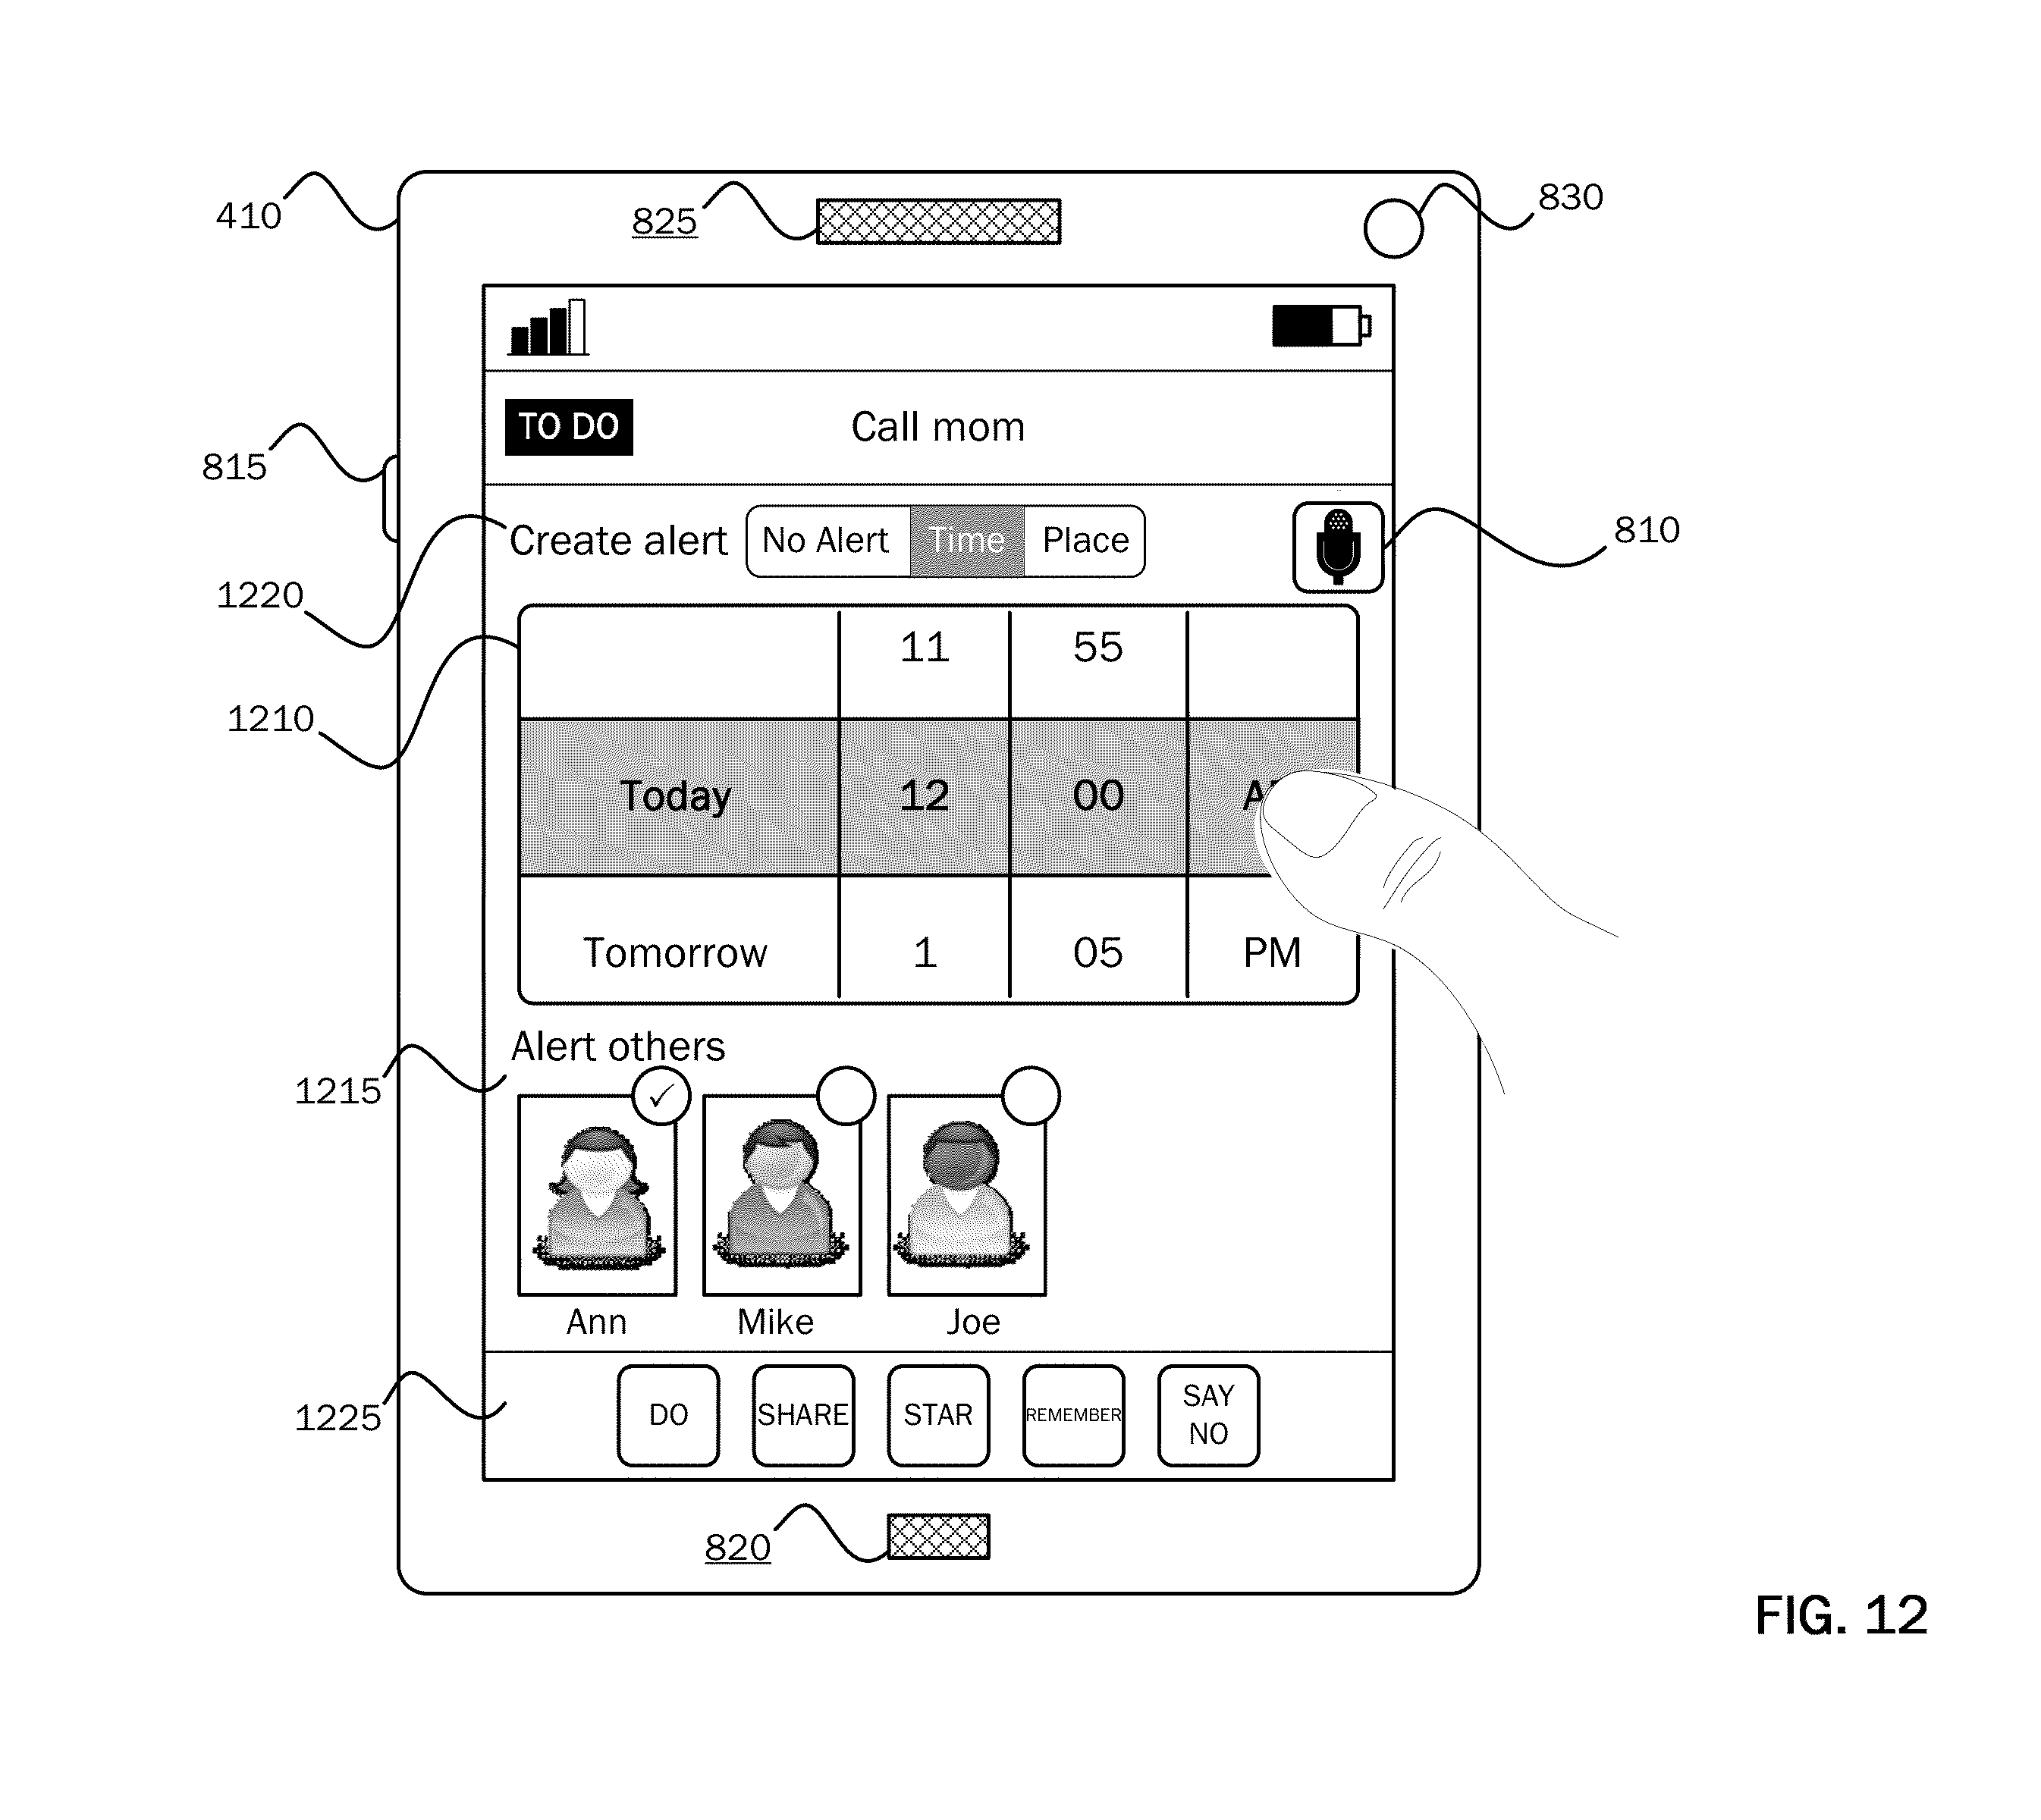 410
825
830
TO DO
Call mom
815
Create alert
No Alert
Time
Place
810
1220
11
55
1210
Today
12
00
Tomorrow
1
05
PM
Alert others
1215
Ann
Mike
Joe
1225
DO
SHARE
STAR
REMEMBER
SAY
NO
820
FIG. 12